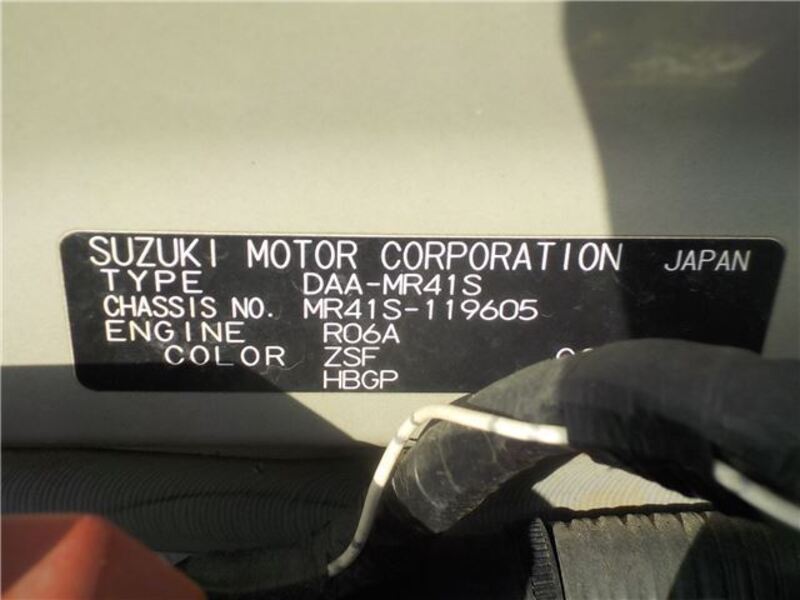 SUZUKI MOTOR CORPORATION JAPAN
TYPE DAA-MR41S
CHASSIS NO. MR41S-119605
ENGINE R06A
COLOR ZSF
HBGP